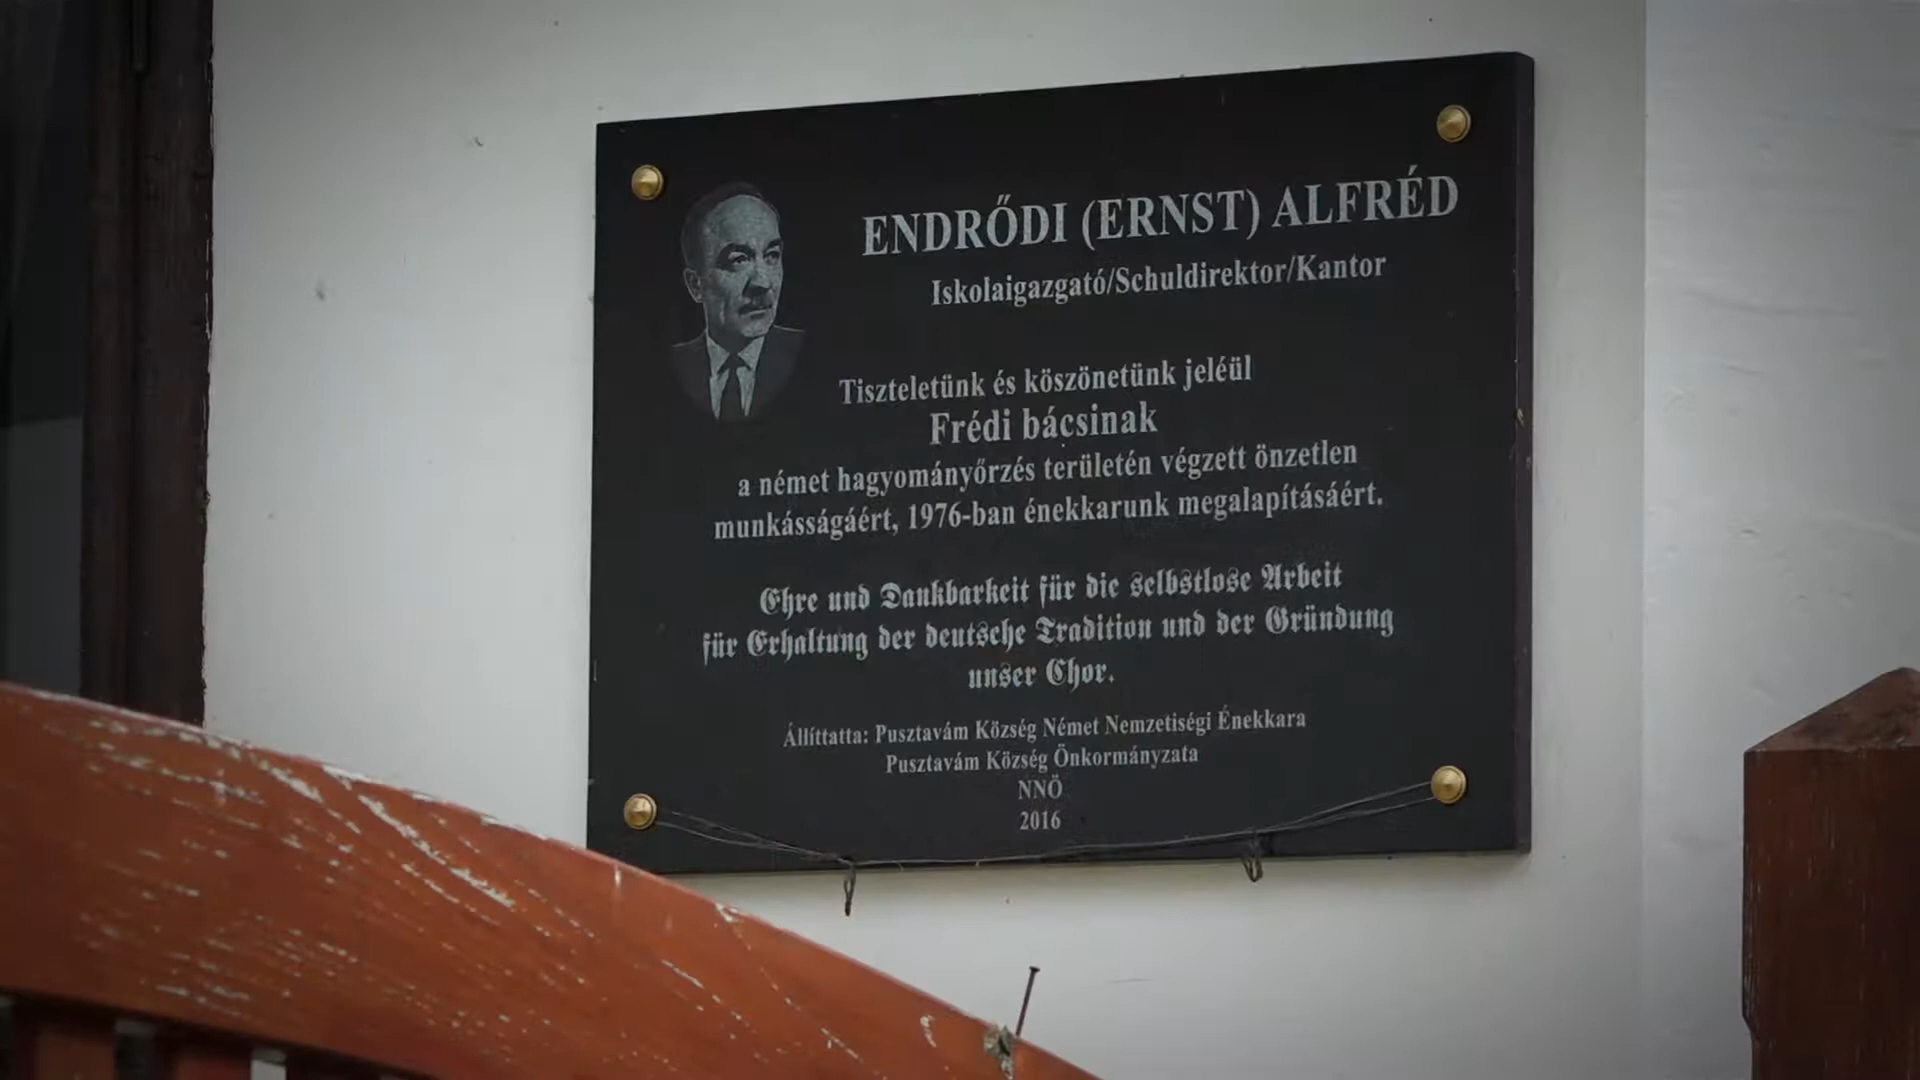 ENDRŐDI (ERNST) ALFRÉD
Iskolaigazgató/Schuldirektor/Kantor
Tiszteletünk és köszönetünk jeléül
Frédi bácsinak
a német hagyományőrzés területén végzett önzetlen
munkásságáért, 1976-ban énekkarunk megalapításáért.
Ehre und Dankbarkeit für die selbstlose Arbeit
für Erhaltung der deutsche Tradition und der Gründung
unser Chor.
Állíttatta: Pusztavám Község Német Nemzetiségi Énekkara
Pusztavám Község Önkormányzata
NNÖ
2016